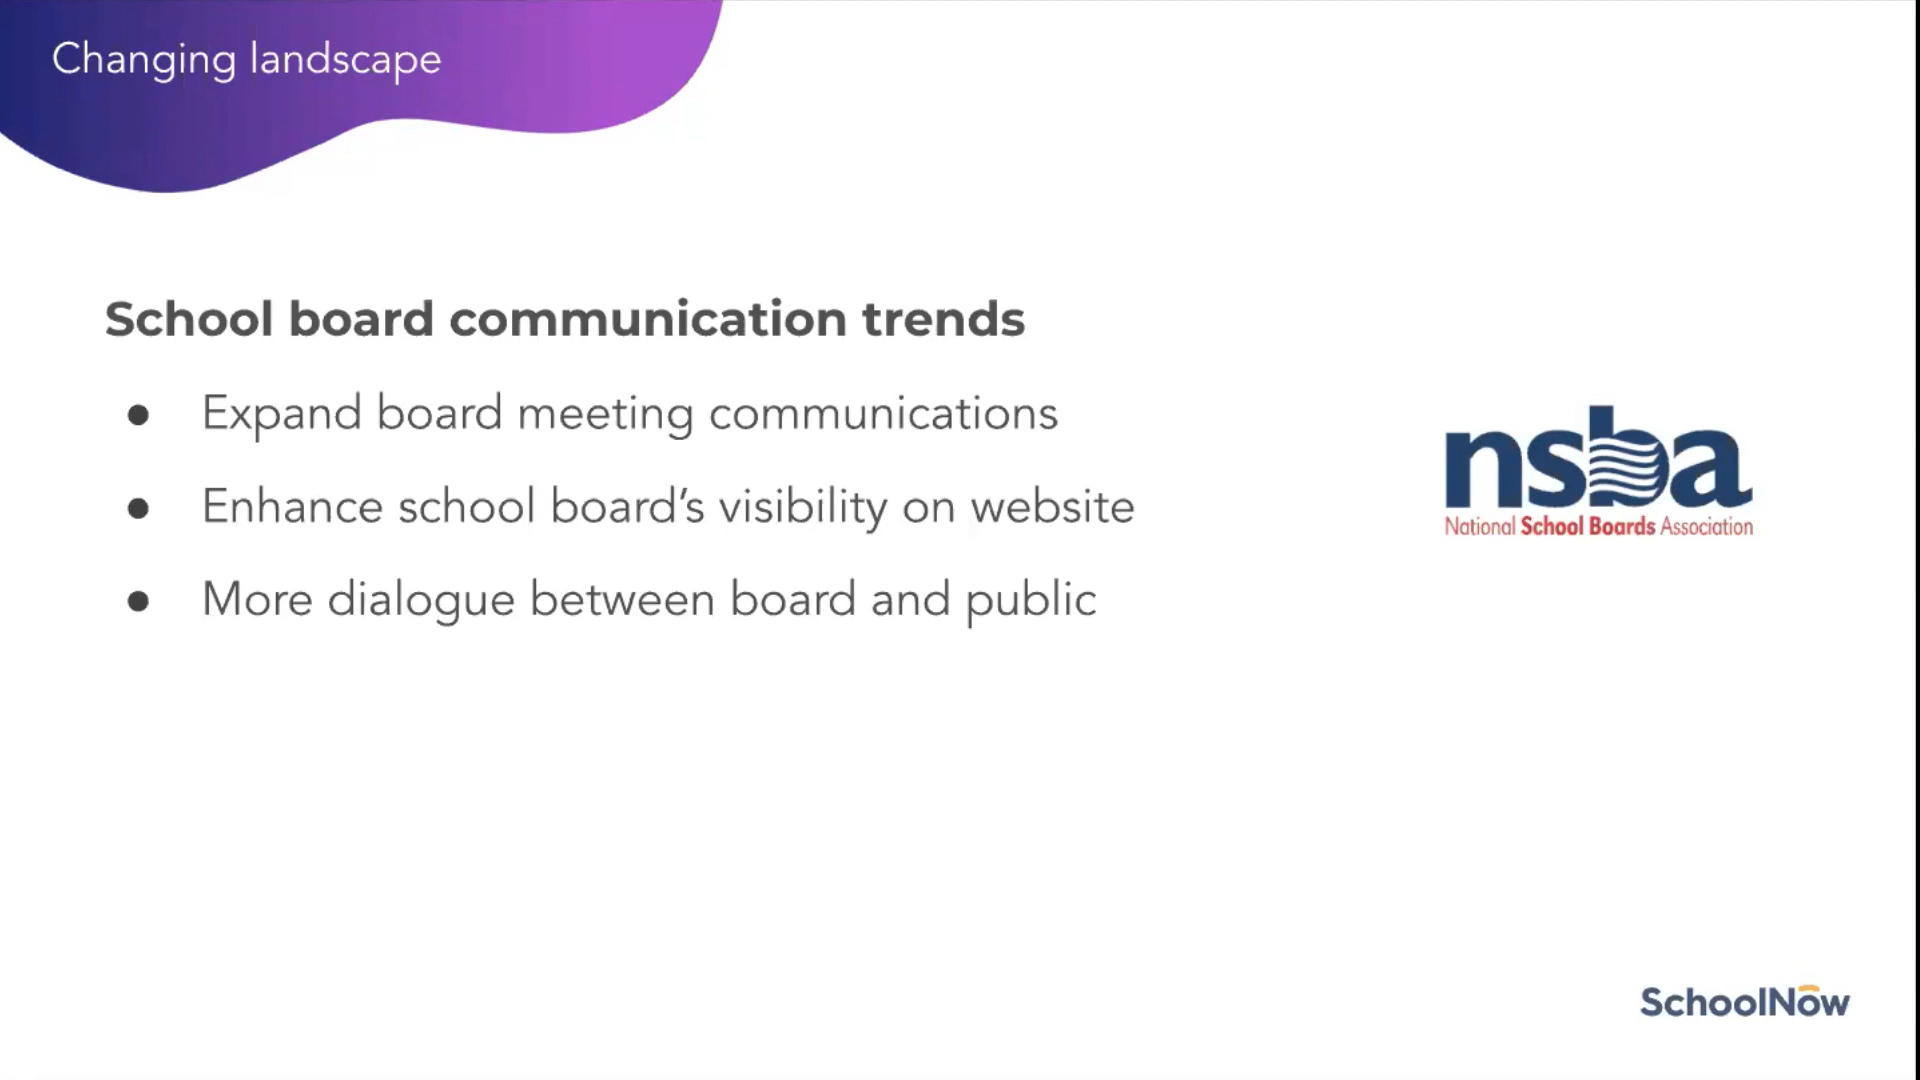 Changing landscape
School board communication trends
● Expand board meeting communications
● Enhance school board’s visibility on website
● More dialogue between board and public
nsba
National School Boards Association
SchoolNow